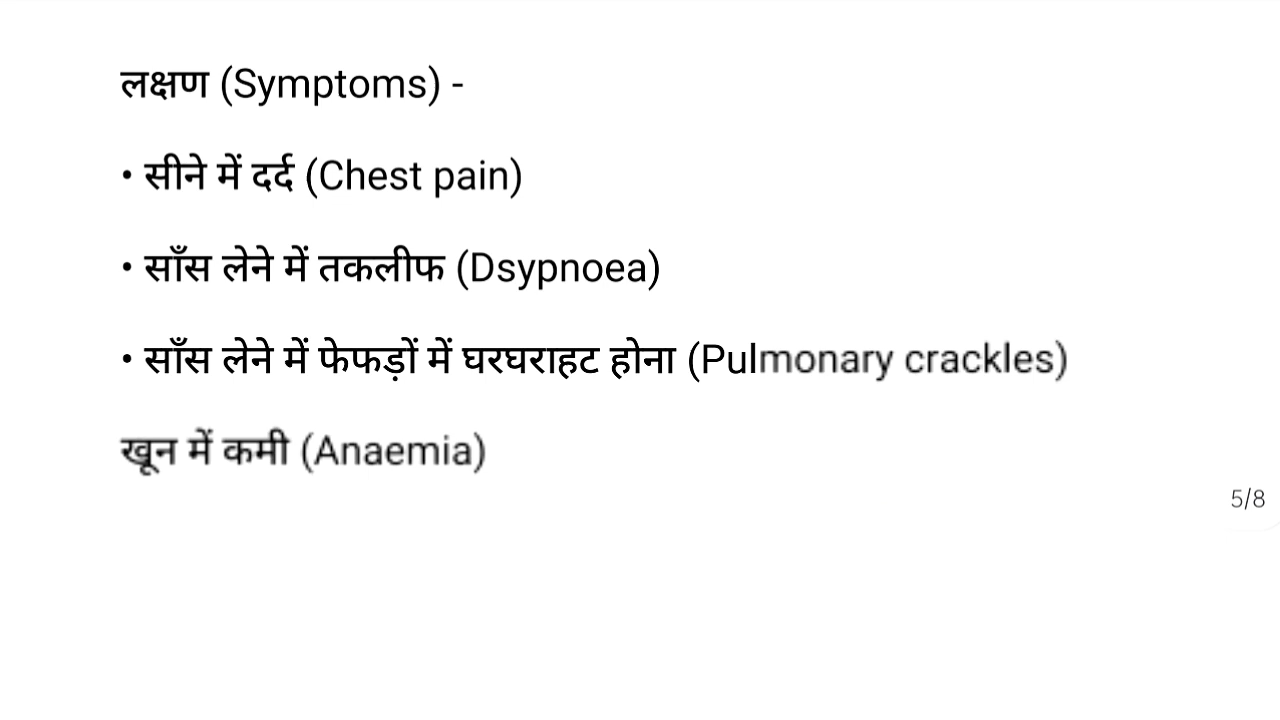 लक्षण (Symptoms) -
• सीने में दर्द (Chest pain)
• साँस लेने में तकलीफ (Dsypnoea)
• साँस लेने में फेफड़ों में घरघराहट होना (Pulmonary crackles)
खून में कमी (Anaemia)
5/8